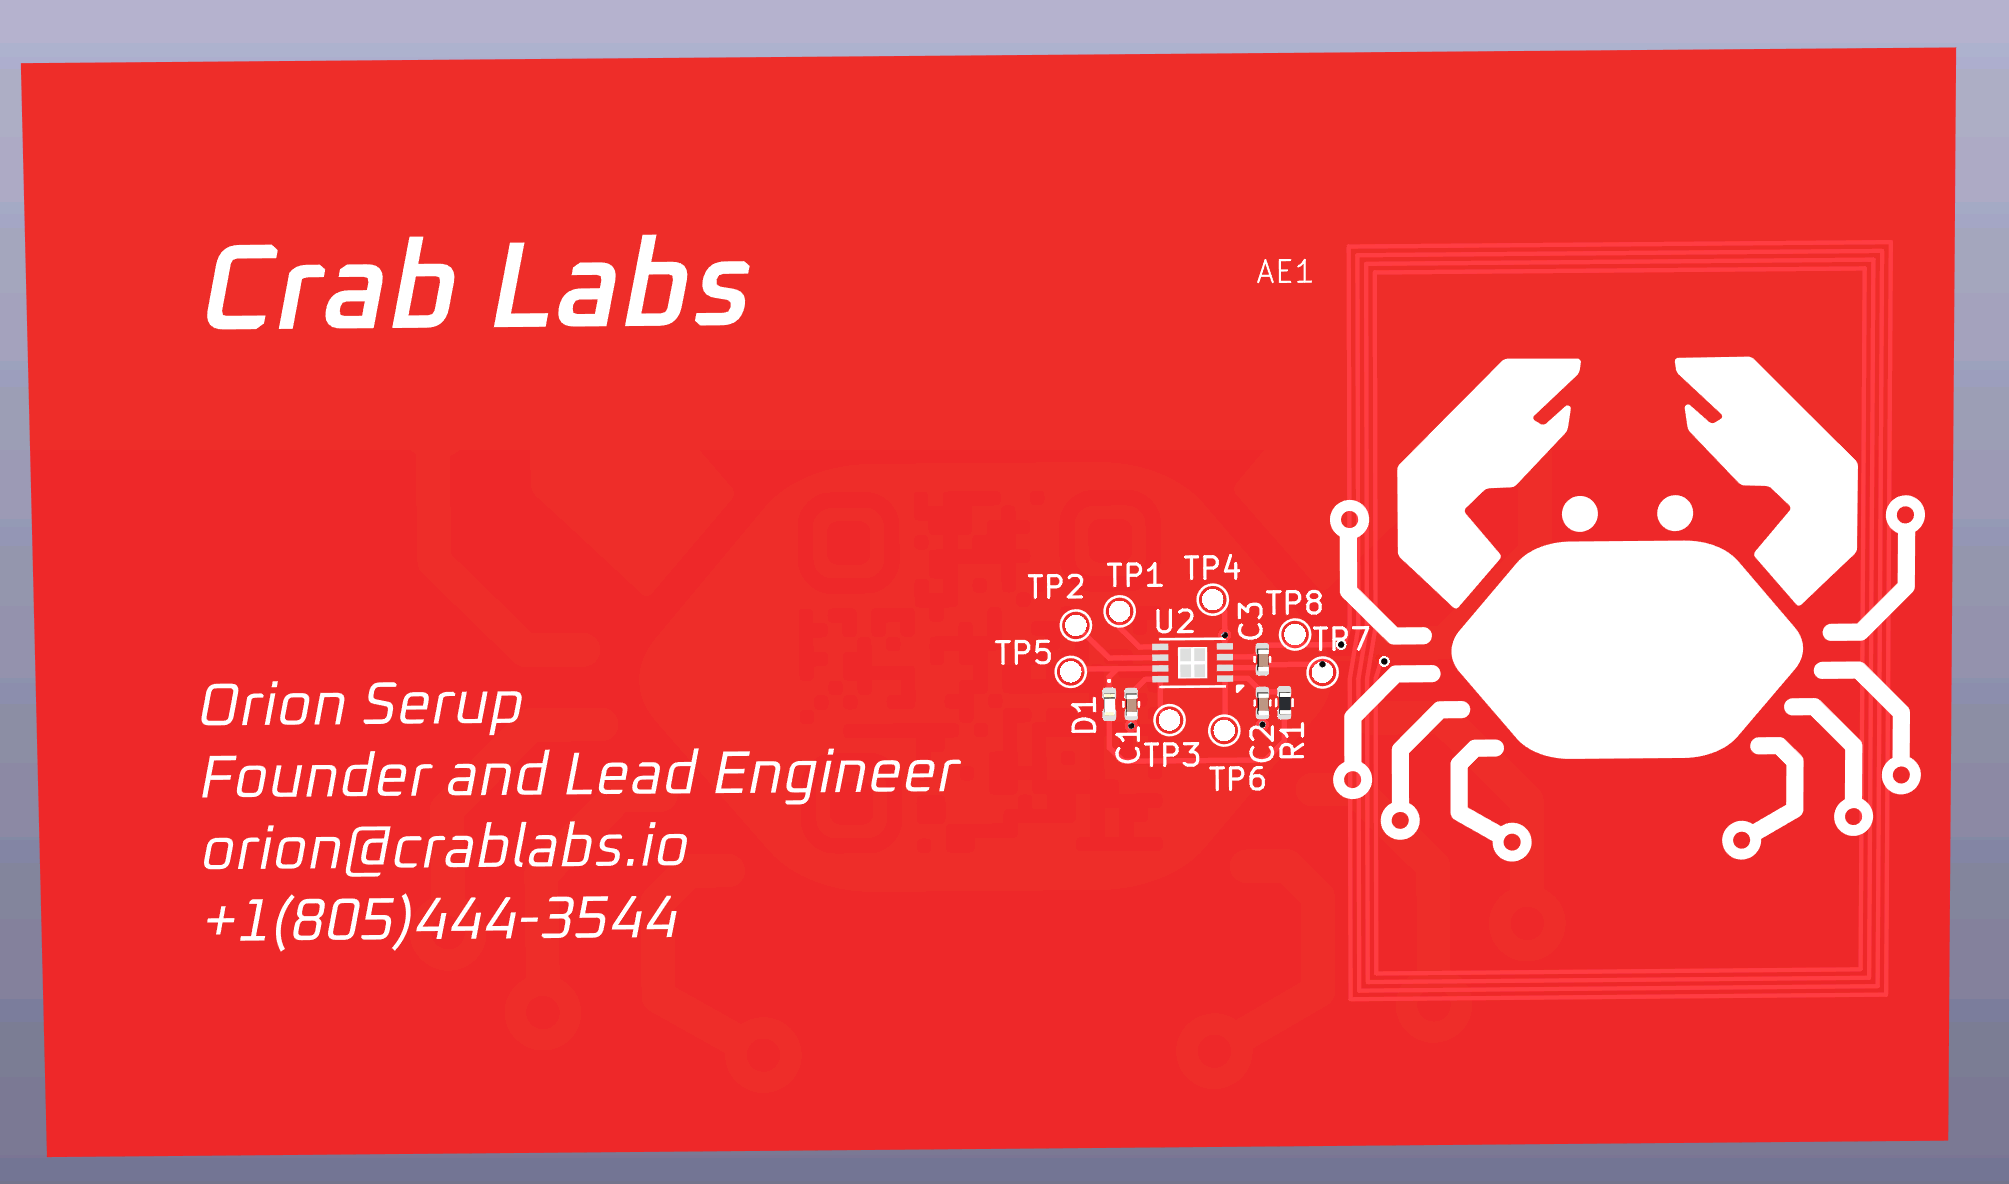 Crab Labs
AE1
TP4
TP1
TP2
TP8
C3
U2
TP7
TP5
D1
C1
TP3
C2
R1
TP6
Orion Serup
Founder and Lead Engineer
orion@crablabs.io
+1(805)444-3544